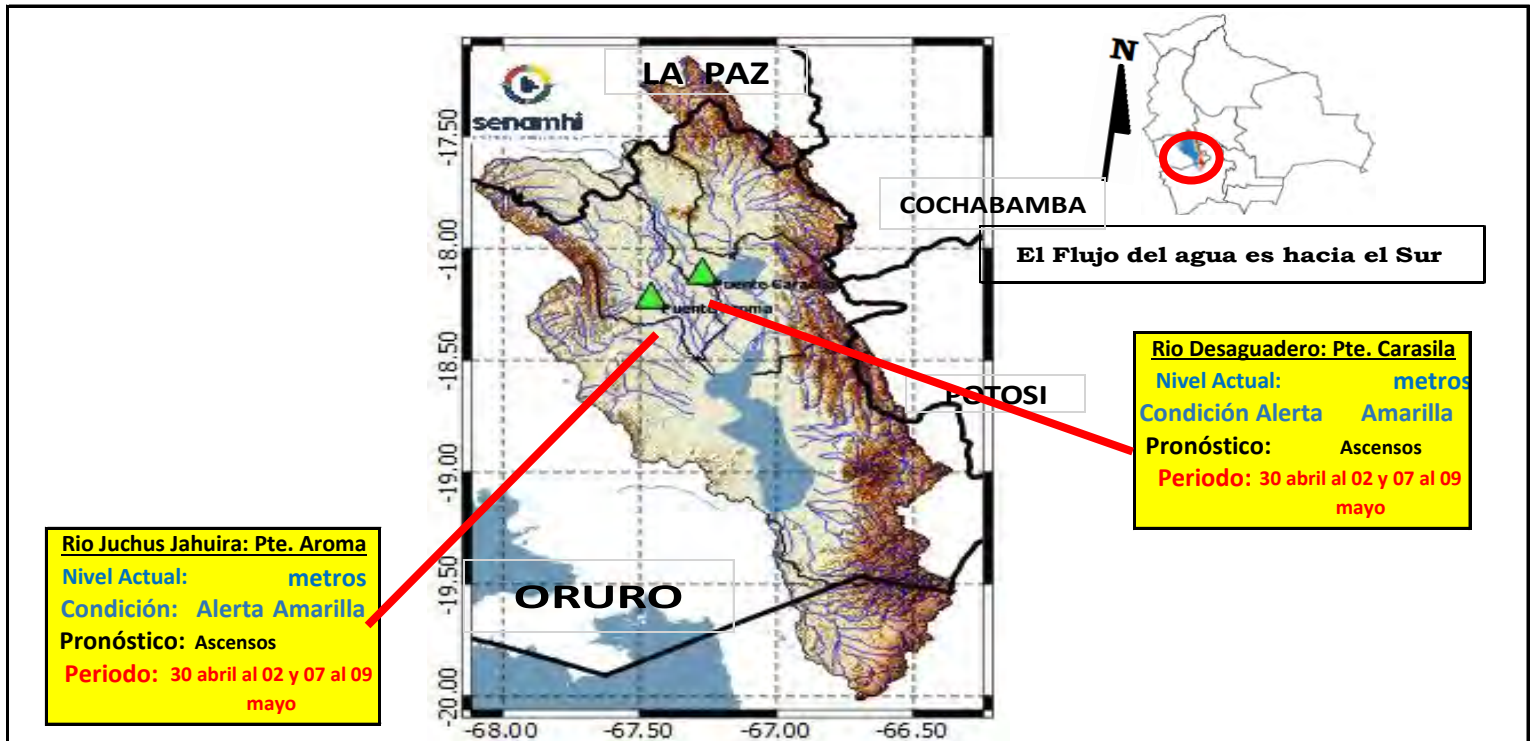 LA PAZ
senamhi
N
COCHABAMBA
El Flujo del agua es hacia el Sur
-17.50
-18.00
-18.50
-19.00
-19.50
-20.00
Puente
Puente
POTOSI
Rio Desaguadero: Pte. Carasila
Nivel Actual: metros
Condición Alerta Amarilla
Pronóstico: Ascensos
Periodo: 30 abril al 02 y 07 al 09
mayo
Rio Juchus Jahuira: Pte. Aroma
Nivel Actual: metros
Condición: Alerta Amarilla
Pronóstico: Ascensos
Periodo: 30 abril al 02 y 07 al 09
mayo
ORURO
-68.00 -67.50 -67.00 -66.50